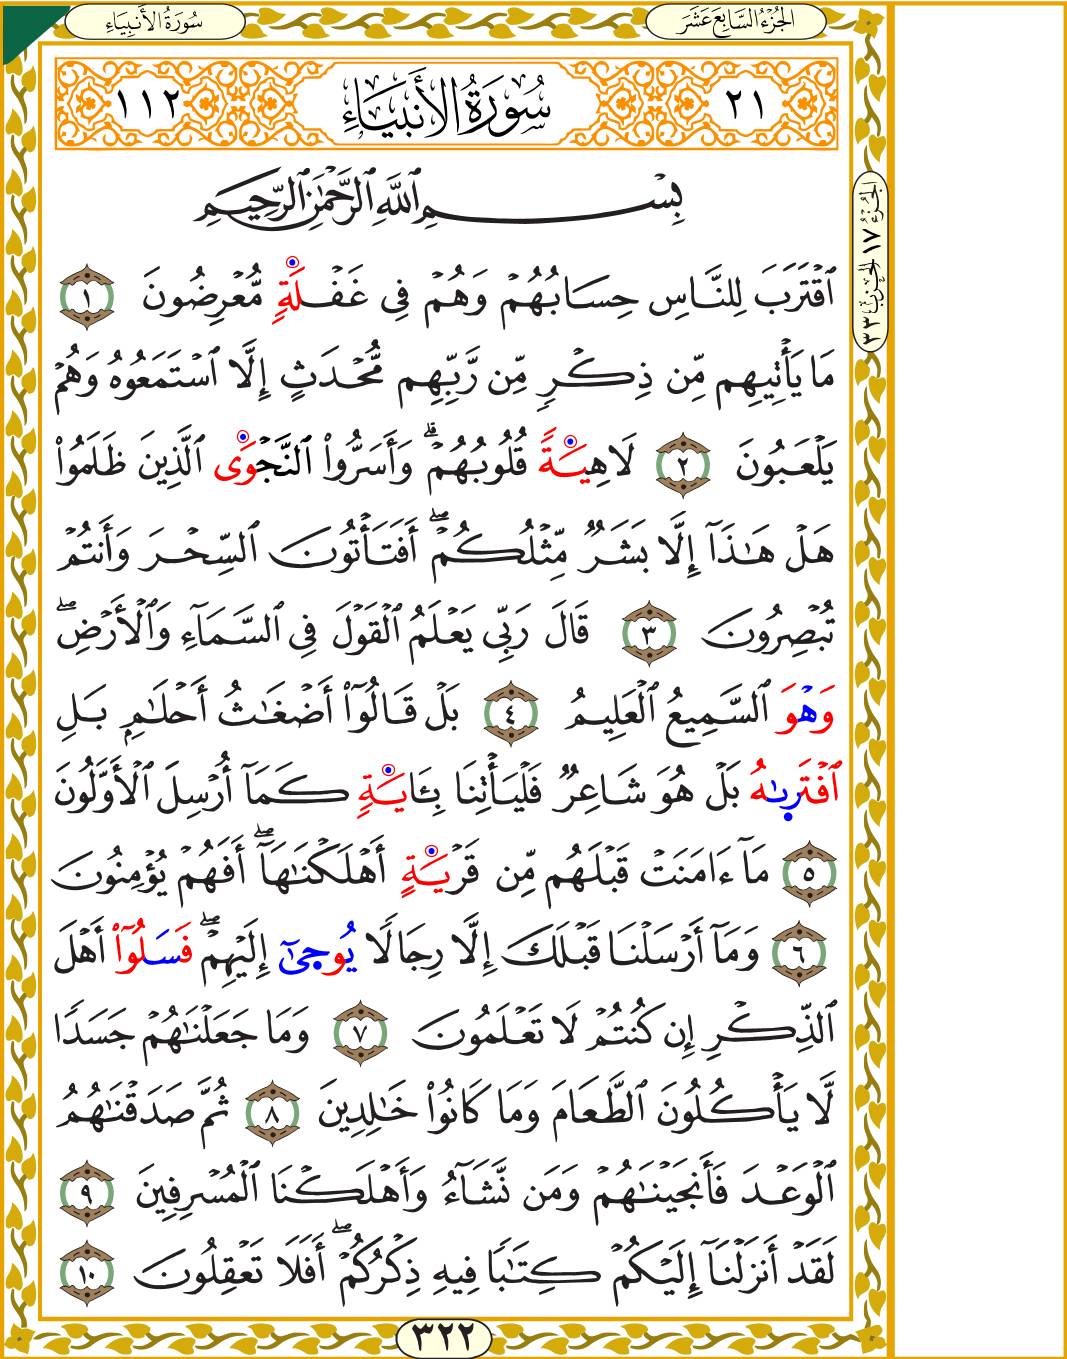 سُورَةُ الأَنبِيَاءِ
الجُزْءُ السَّابِعَ عَشَرَ
٢١
سُورَةُ الأَنبِيَاءِ
١١٢
الجُزْءُ ١٧ الحِزْبُ ٣٣
بِسْمِ ٱللَّهِ ٱلرَّحْمَٰنِ ٱلرَّحِيمِ
ٱقْتَرَبَ لِلنَّاسِ حِسَابُهُمْ وَهُمْ فِى غَفْلَةٍ مُّعْرِضُونَ ١
مَا يَأْتِيهِم مِّن ذِكْرٍ مِّن رَّبِّهِم مُّحْدَثٍ إِلَّا ٱسْتَمَعُوهُ وَهُمْ
يَلْعَبُونَ ٢ لَاهِيَةً قُلُوبُهُمْ ۗ وَأَسَرُّواْ ٱلنَّجْوَى ٱلَّذِينَ ظَلَمُواْ
هَلْ هَٰذَآ إِلَّا بَشَرٌ مِّثْلُكُمْ ۖ أَفَتَأْتُونَ ٱلسِّحْرَ وَأَنتُمْ
تُبْصِرُونَ ٣ قَالَ رَبِّى يَعْلَمُ ٱلْقَوْلَ فِى ٱلسَّمَآءِ وَٱلْأَرْضِ ۖ
وَهْوَ ٱلسَّمِيعُ ٱلْعَلِيمُ ٤ بَلْ قَالُوٓاْ أَضْغَٰثُ أَحْلَٰمٍ بَلِ
ٱفْتَرِىٰهُ بَلْ هُوَ شَاعِرٌ فَلْيَأْتِنَا بِـَٔايَةٍ كَمَآ أُرْسِلَ ٱلْأَوَّلُونَ
٥ مَآ ءَامَنَتْ قَبْلَهُم مِّن قَرْيَةٍ أَهْلَكْنَٰهَآ ۖ أَفَهُمْ يُؤْمِنُونَ
٦ وَمَآ أَرْسَلْنَا قَبْلَكَ إِلَّا رِجَالًا يُوحَىٰٓ إِلَيْهِمْ ۖ فَسَلُوٓاْ أَهْلَ
ٱلذِّكْرِ إِن كُنتُمْ لَا تَعْلَمُونَ ٧ وَمَا جَعَلْنَٰهُمْ جَسَدًا
لَّا يَأْكُلُونَ ٱلطَّعَامَ وَمَا كَانُواْ خَٰلِدِينَ ٨ ثُمَّ صَدَقْنَٰهُمُ
ٱلْوَعْدَ فَأَنجَيْنَٰهُمْ وَمَن نَّشَآءُ وَأَهْلَكْنَا ٱلْمُسْرِفِينَ ٩
لَقَدْ أَنزَلْنَآ إِلَيْكُمْ كِتَٰبًا فِيهِ ذِكْرُكُمْ ۖ أَفَلَا تَعْقِلُونَ ١٠
٣٢٢